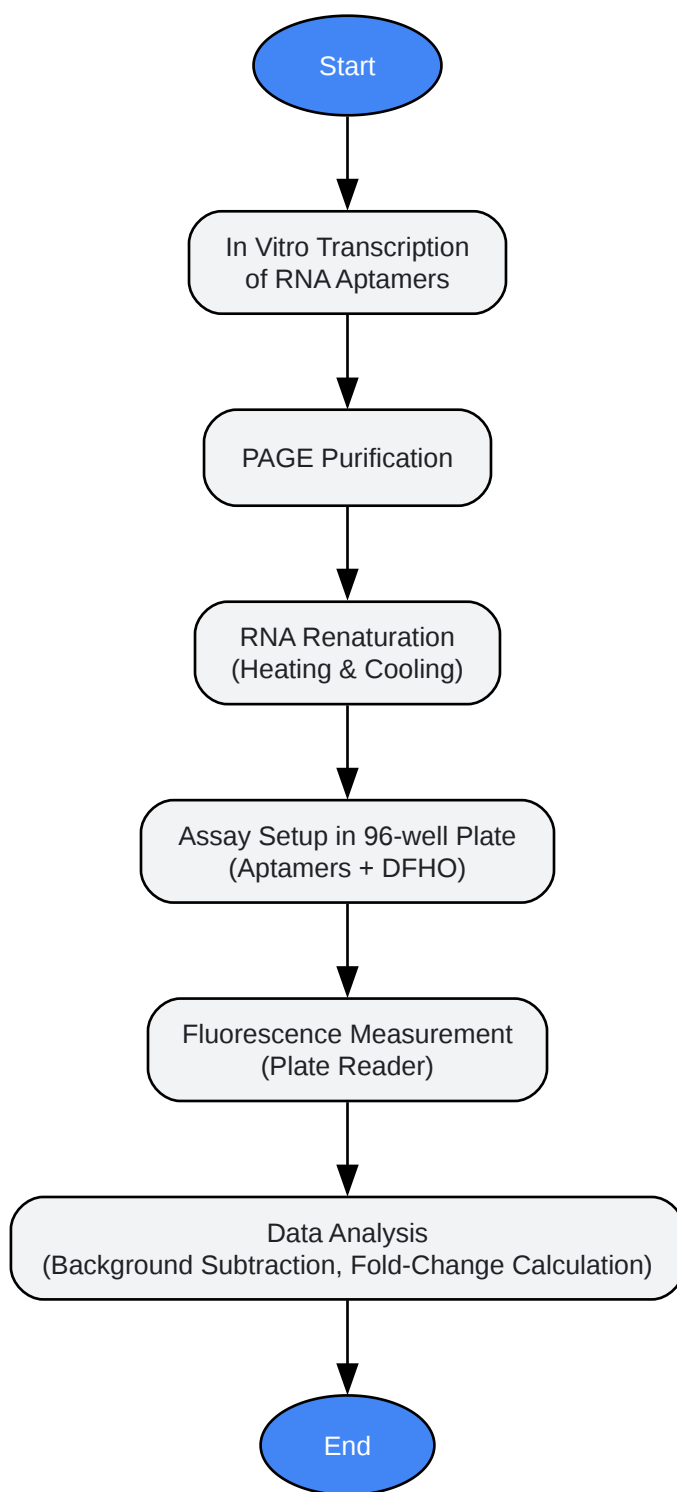 Start
In Vitro Transcription
of RNA Aptamers
PAGE Purification
RNA Renaturation
(Heating & Cooling)
Assay Setup in 96-well Plate
(Aptamers + DFHO)
Fluorescence Measurement
(Plate Reader)
Data Analysis
(Background Subtraction, Fold-Change Calculation)
End